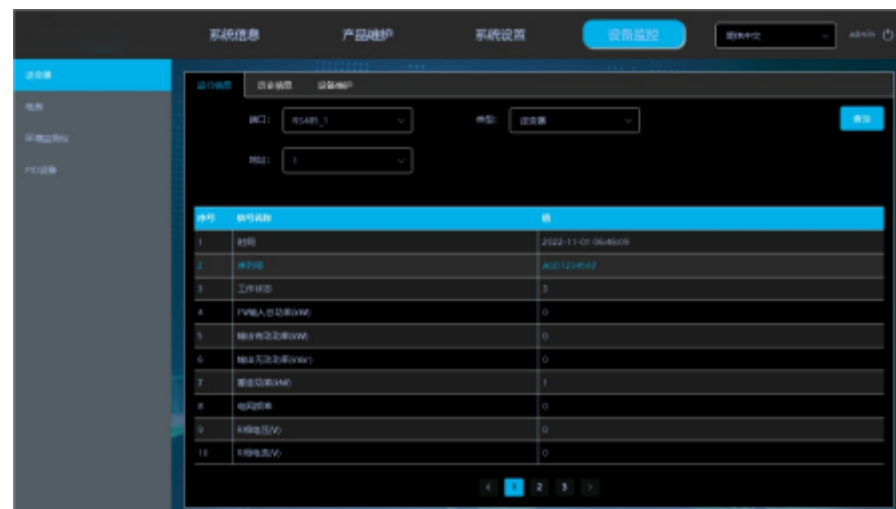 系统信息 产品维护 系统设置 设备监控 简体中文 admin
逆变器
电表
环境监测仪
PID设备
运行信息 历史信息 设备维护
端口: RS485_1 类型: 逆变器 查询
地址: 1
序号 信号名称 值
1 时间 2022-11-01 06:46:09
2 序列号
3 工作状态 3
4 PV输入总功率(kW) 0
5 输出有功功率(kW) 0
6 输出无功功率(kVar) 0
7 额定功率(kW) 1
8 电网频率 0
9 R相电压(V) 0
10 R相电流(V) 0
1 2 3